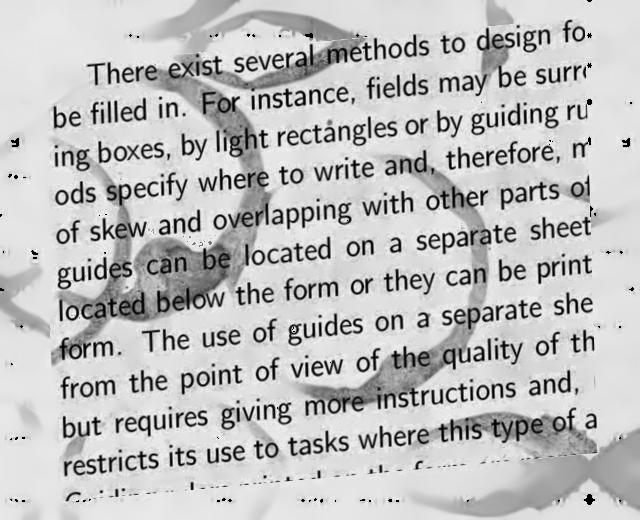 There exist several methods to design fo
be filled in. For instance, fields may be surr
ing boxes, by light rectangles or by guiding ru
ods specify where to write and, therefore, m
of skew and overlapping with other parts of
guides can be located on a separate sheet
located below the form or they can be print
form. The use of guides on a separate she
from the point of view of the quality of th
but requires giving more instructions and,
restricts its use to tasks where this type of a